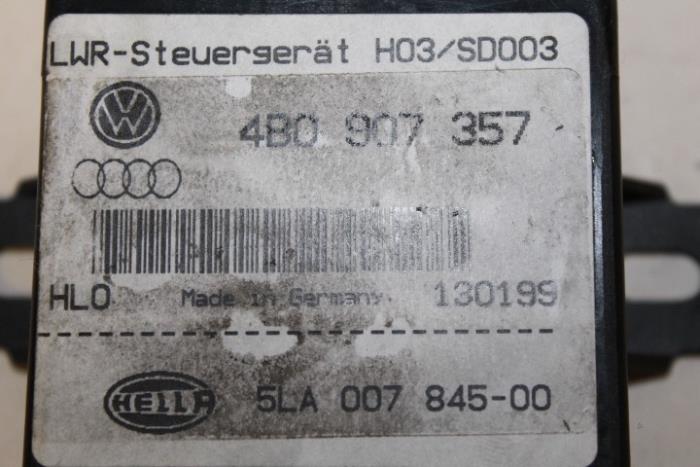 LWR-Steuergerät H03/SD003
4B0 907 357
HLO Made in Germany 130199
HELLA 5LA 007 845-00